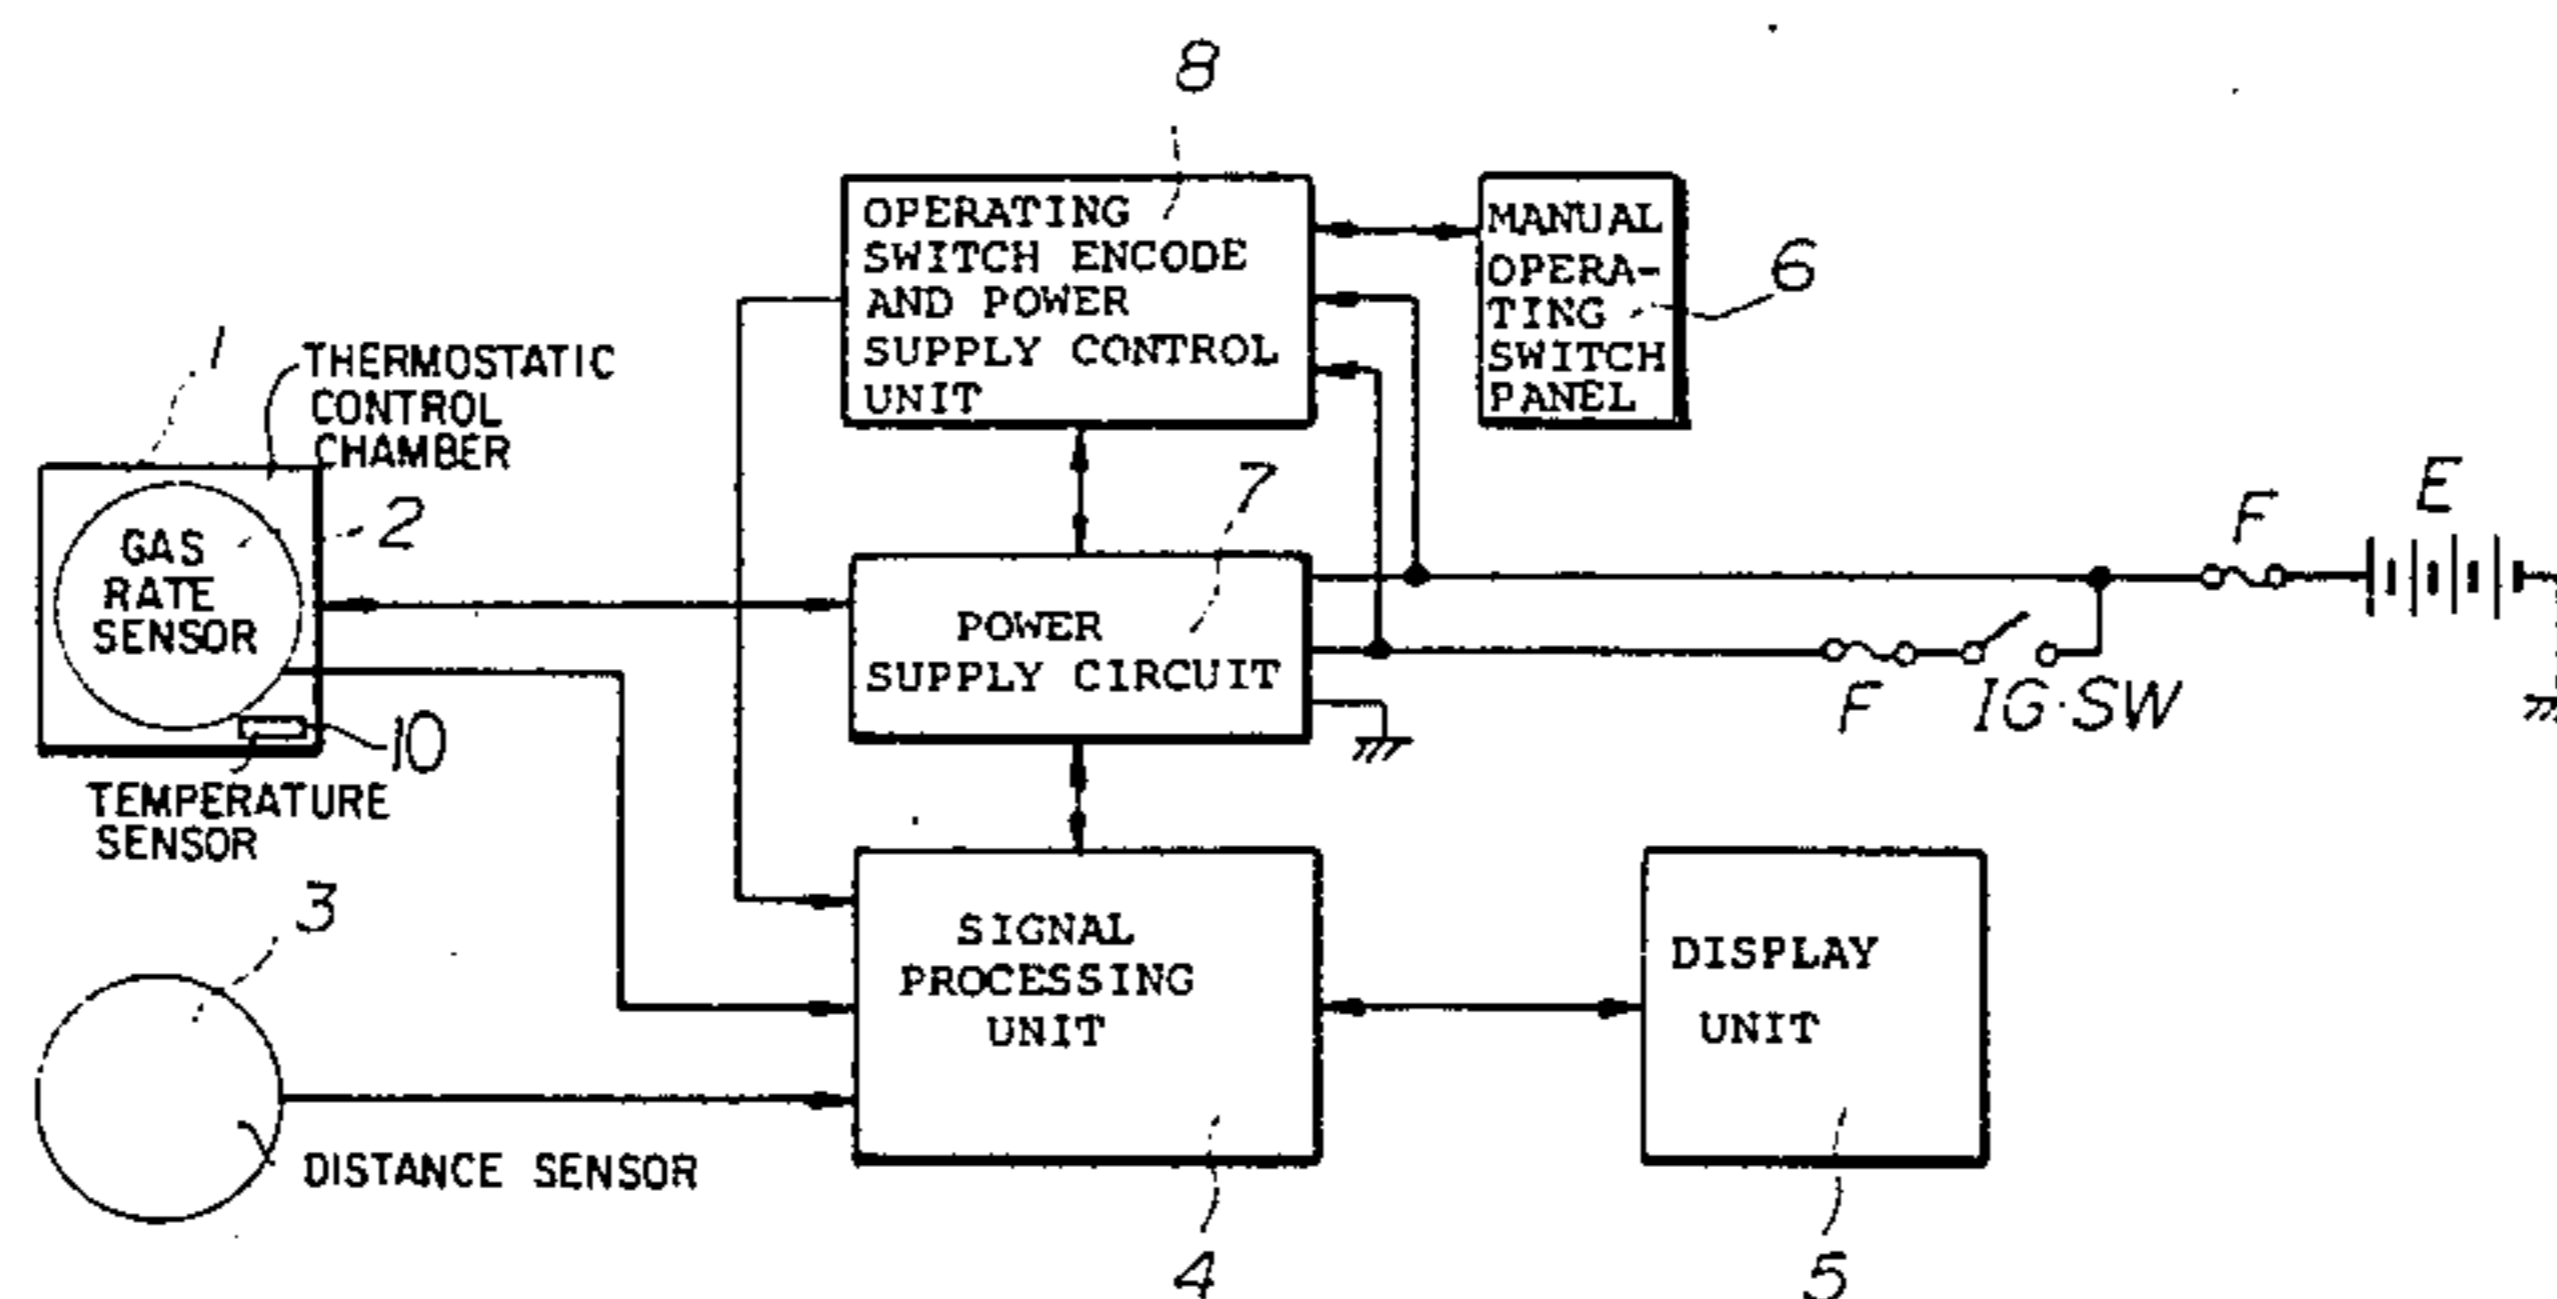 8
OPERATING
SWITCH ENCODE
AND POWER
SUPPLY CONTROL
UNIT
MANUAL
OPERA-
TING
SWITCH
PANEL
6
1
THERMOSTATIC
CONTROL
CHAMBER
GAS
RATE
SENSOR
2
10
TEMPERATURE
SENSOR
7
POWER
SUPPLY CIRCUIT
F
E
F
IG·SW
3
DISTANCE SENSOR
SIGNAL
PROCESSING
UNIT
4
DISPLAY
UNIT
5